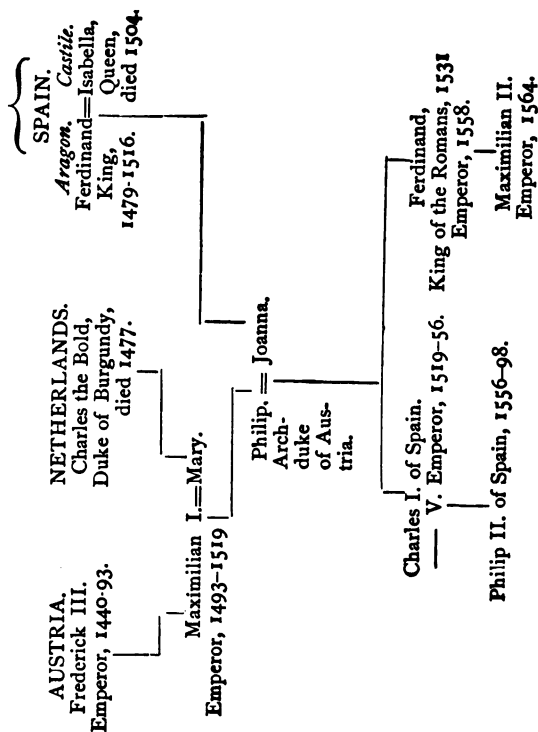 AUSTRIA.
Frederick III.
Emperor, 1440-93.
NETHERLANDS.
Charles the Bold,
Duke of Burgundy,
died 1477.
SPAIN.
Aragon. Castile.
Ferdinand=Isabella,
King, Queen,
1479-1516. died 1504.
Maximilian I.=Mary.
Emperor, 1493-1519
Philip. = Joanna.
Arch-
duke
of Aus-
tria.
Charles I. of Spain.
— V. Emperor, 1519-56.
Ferdinand,
King of the Romans, 1531
Emperor, 1558.
Philip II. of Spain, 1556-98.
Maximilian II.
Emperor, 1564.